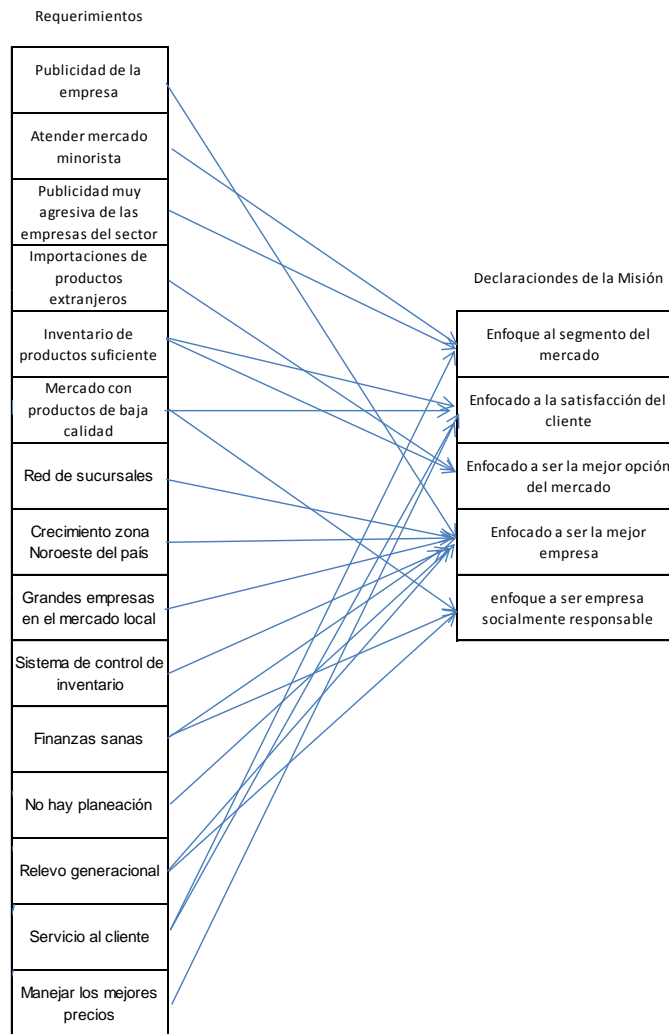 Requerimientos
Publicidad de la
empresa
Atender mercado
minorista
Publicidad muy
agresiva de las
empresas del sector
Importaciones de
productos
extranjeros
Inventario de
productos suficiente
Mercado con
productos de baja
calidad
Red de sucursales
Crecimiento zona
Noroeste del país
Grandes empresas
en el mercado local
Sistema de control de
inventario
Finanzas sanas
No hay planeación
Relevo generacional
Servicio al cliente
Manejar los mejores
precios
Declaraciondes de la Misión
Enfoque al segmento del
mercado
Enfocado a la satisfacción del
cliente
Enfocado a ser la mejor opción
del mercado
Enfocado a ser la mejor
empresa
enfoque a ser empresa
socialmente responsable